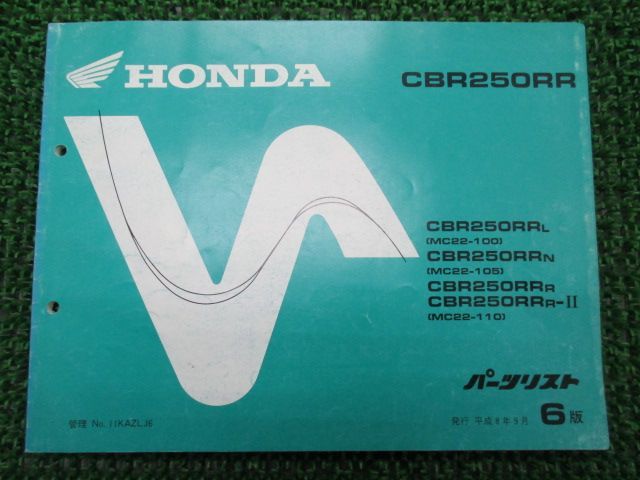 HONDA
CBR250RR
CBR250RRL
(MC22-100)
CBR250RRN
(MC22-105)
CBR250RRR
CBR250RRR-II
(MC22-110)
パーツリスト
管理 No.11KAZLJ6
発行 平成8年5月 6版